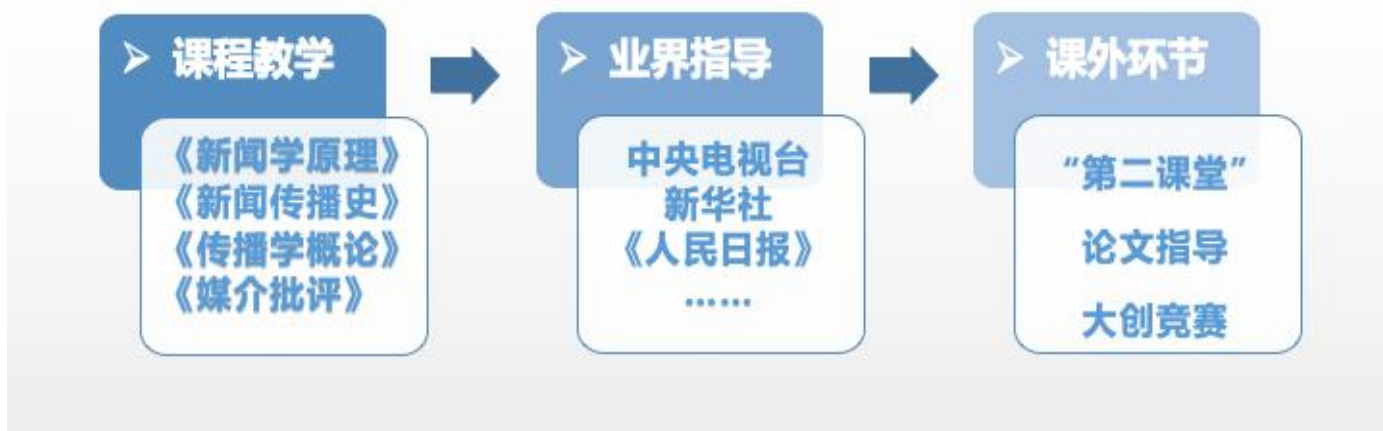 ➢ 课程教学
《新闻学原理》
《新闻传播史》
《传播学概论》
《媒介批评》
➢ 业界指导
中央电视台
新华社
《人民日报》
……
➢ 课外环节
“第二课堂”
论文指导
大创竞赛